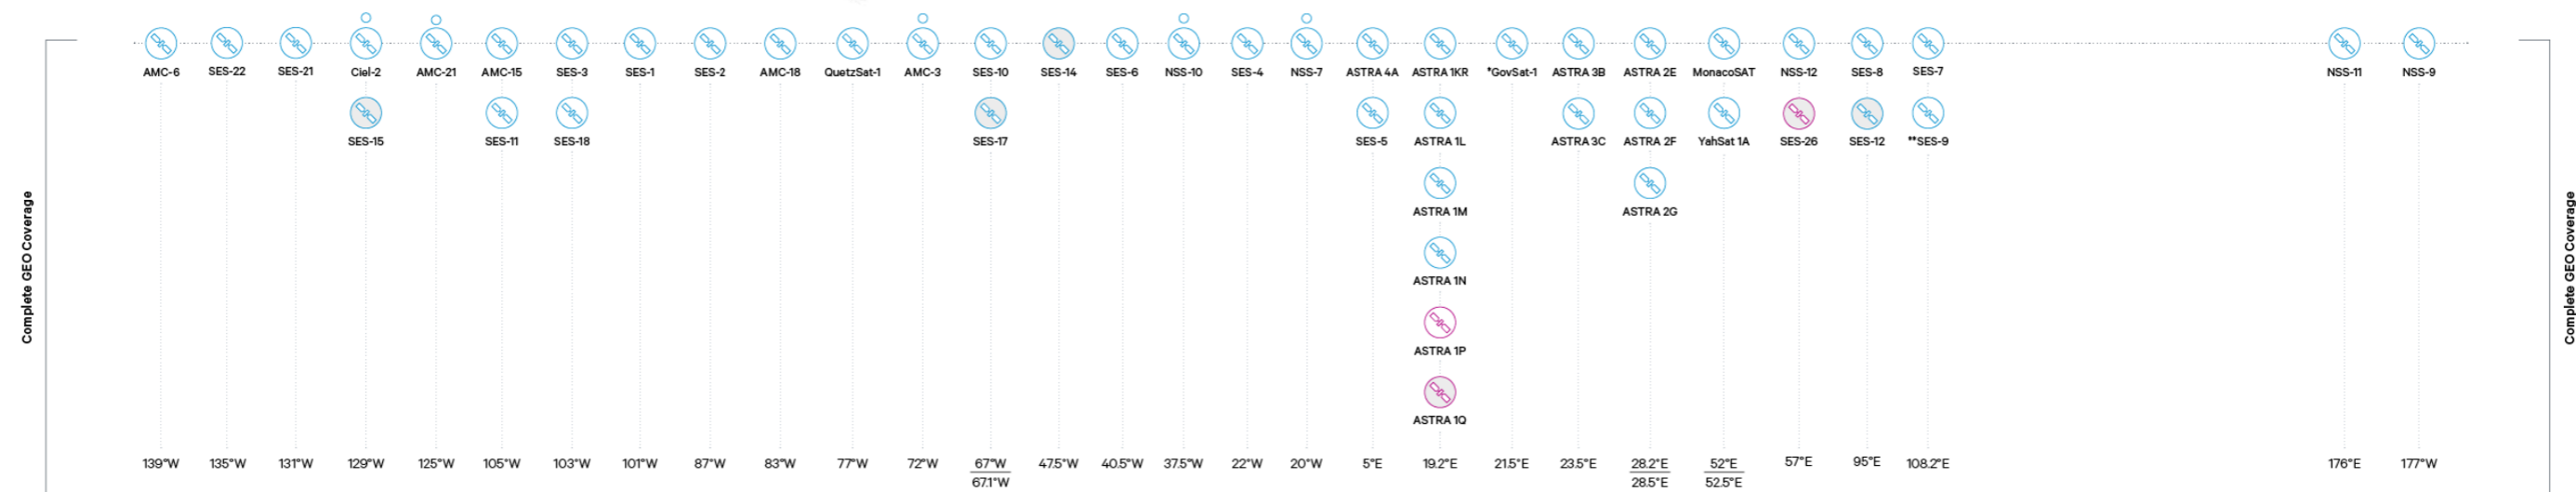 AMC-6 SES-22 SES-21 Ciel-2 AMC-21 AMC-15 SES-3 SES-1 SES-2 AMC-18 QuetzSat-1 AMC-3 SES-10 SES-14 SES-6 NSS-10 SES-4 NSS-7 ASTRA 4A ASTRA 1KR *GovSat-1 ASTRA 3B ASTRA 2E MonacoSAT NSS-12 SES-8 SES-7 NSS-11 NSS-9
SES-15 SES-11 SES-18 SES-17 SES-5 ASTRA 1L ASTRA 3C ASTRA 2F YahSat 1A SES-26 SES-12 **SES-9
ASTRA 1M ASTRA 2G
ASTRA 1N
ASTRA 1P
ASTRA 1Q
139°W 135°W 131°W 129°W 125°W 105°W 103°W 101°W 87°W 83°W 77°W 72°W 67°W 47.5°W 40.5°W 37.5°W 22°W 20°W 5°E 19.2°E 21.5°E 23.5°E 28.2°E 52°E 57°E 95°E 108.2°E 176°E 177°W
67.1°W 28.5°E 52.5°E
Complete GEO Coverage
Complete GEO Coverage